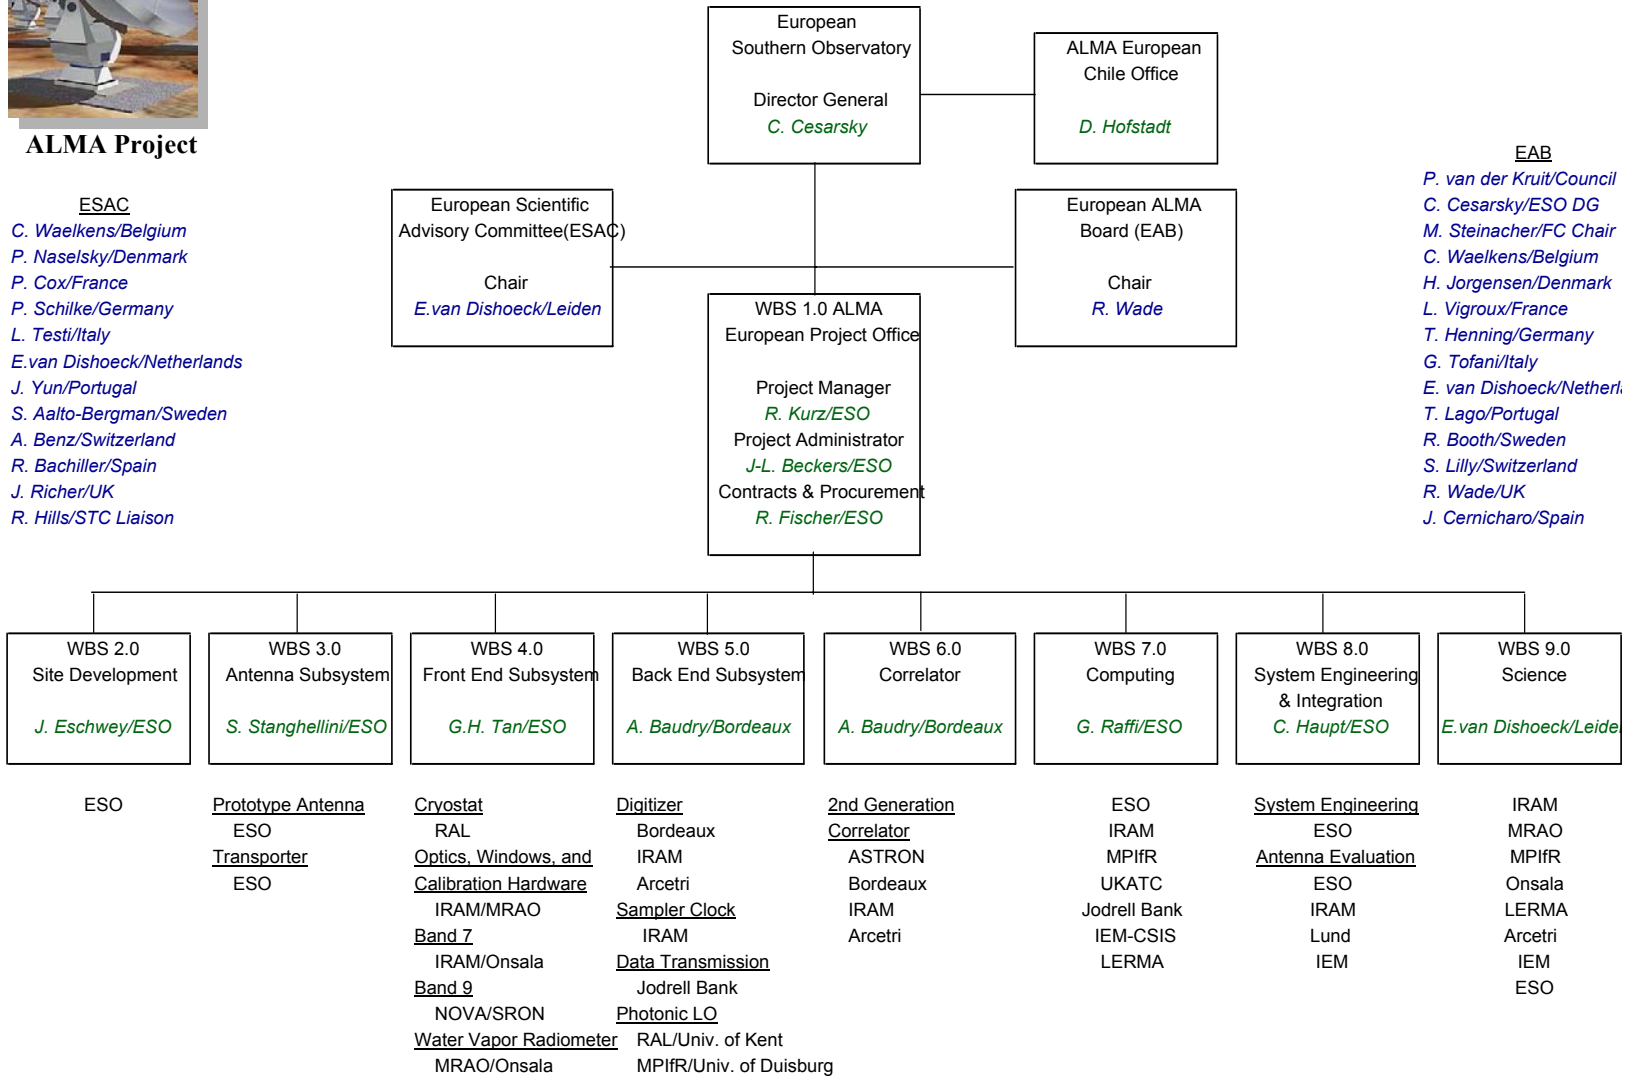 ALMA Project
European
Southern Observatory
Director General
C. Cesarsky
ALMA European
Chile Office
D. Hofstadt
ESAC
C. Waelkens/Belgium
P. Naselsky/Denmark
P. Cox/France
P. Schilke/Germany
L. Testi/Italy
E.van Dishoeck/Netherlands
J. Yun/Portugal
S. Aalto-Bergman/Sweden
A. Benz/Switzerland
R. Bachiller/Spain
J. Richer/UK
R. Hills/STC Liaison
European Scientific
Advisory Committee(ESAC)
Chair
E.van Dishoeck/Leiden
European ALMA
Board (EAB)
Chair
R. Wade
EAB
P. van der Kruit/Council
C. Cesarsky/ESO DG
M. Steinacher/FC Chair
C. Waelkens/Belgium
H. Jorgensen/Denmark
L. Vigroux/France
T. Henning/Germany
G. Tofani/Italy
E. van Dishoeck/Netherl
T. Lago/Portugal
R. Booth/Sweden
S. Lilly/Switzerland
R. Wade/UK
J. Cernicharo/Spain
WBS 1.0 ALMA
European Project Office
Project Manager
R. Kurz/ESO
Project Administrator
J-L. Beckers/ESO
Contracts & Procurement
R. Fischer/ESO
WBS 2.0
Site Development
J. Eschwey/ESO
ESO
WBS 3.0
Antenna Subsystem
S. Stanghellini/ESO
Prototype Antenna
ESO
Transporter
ESO
WBS 4.0
Front End Subsystem
G.H. Tan/ESO
Cryostat
RAL
Optics, Windows, and
Calibration Hardware
IRAM/MRAO
Band 7
IRAM/Onsala
Band 9
NOVA/SRON
Water Vapor Radiometer
MRAO/Onsala
WBS 5.0
Back End Subsystem
A. Baudry/Bordeaux
Digitizer
Bordeaux
IRAM
Arcetri
Sampler Clock
IRAM
Data Transmission
Jodrell Bank
Photonic LO
RAL/Univ. of Kent
MPIfR/Univ. of Duisburg
WBS 6.0
Correlator
A. Baudry/Bordeaux
2nd Generation
Correlator
ASTRON
Bordeaux
IRAM
Arcetri
WBS 7.0
Computing
G. Raffi/ESO
ESO
IRAM
MPIfR
UKATC
Jodrell Bank
IEM-CSIS
LERMA
WBS 8.0
System Engineering
& Integration
C. Haupt/ESO
System Engineering
ESO
Antenna Evaluation
ESO
IRAM
Lund
IEM
WBS 9.0
Science
E.van Dishoeck/Leide
IRAM
MRAO
MPIfR
Onsala
LERMA
Arcetri
IEM
ESO